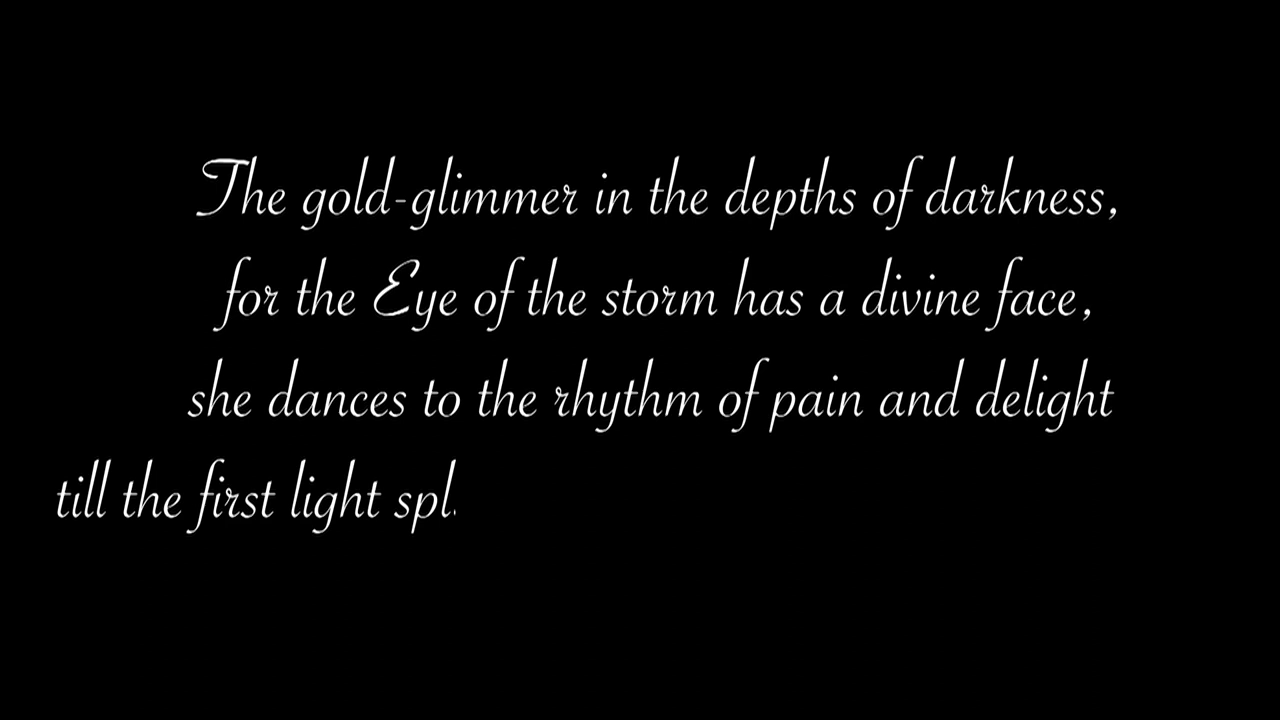 The gold-glimmer in the depths of darkness,
for the Eye of the storm has a divine face,
she dances to the rhythm of pain and delight
till the first light spl